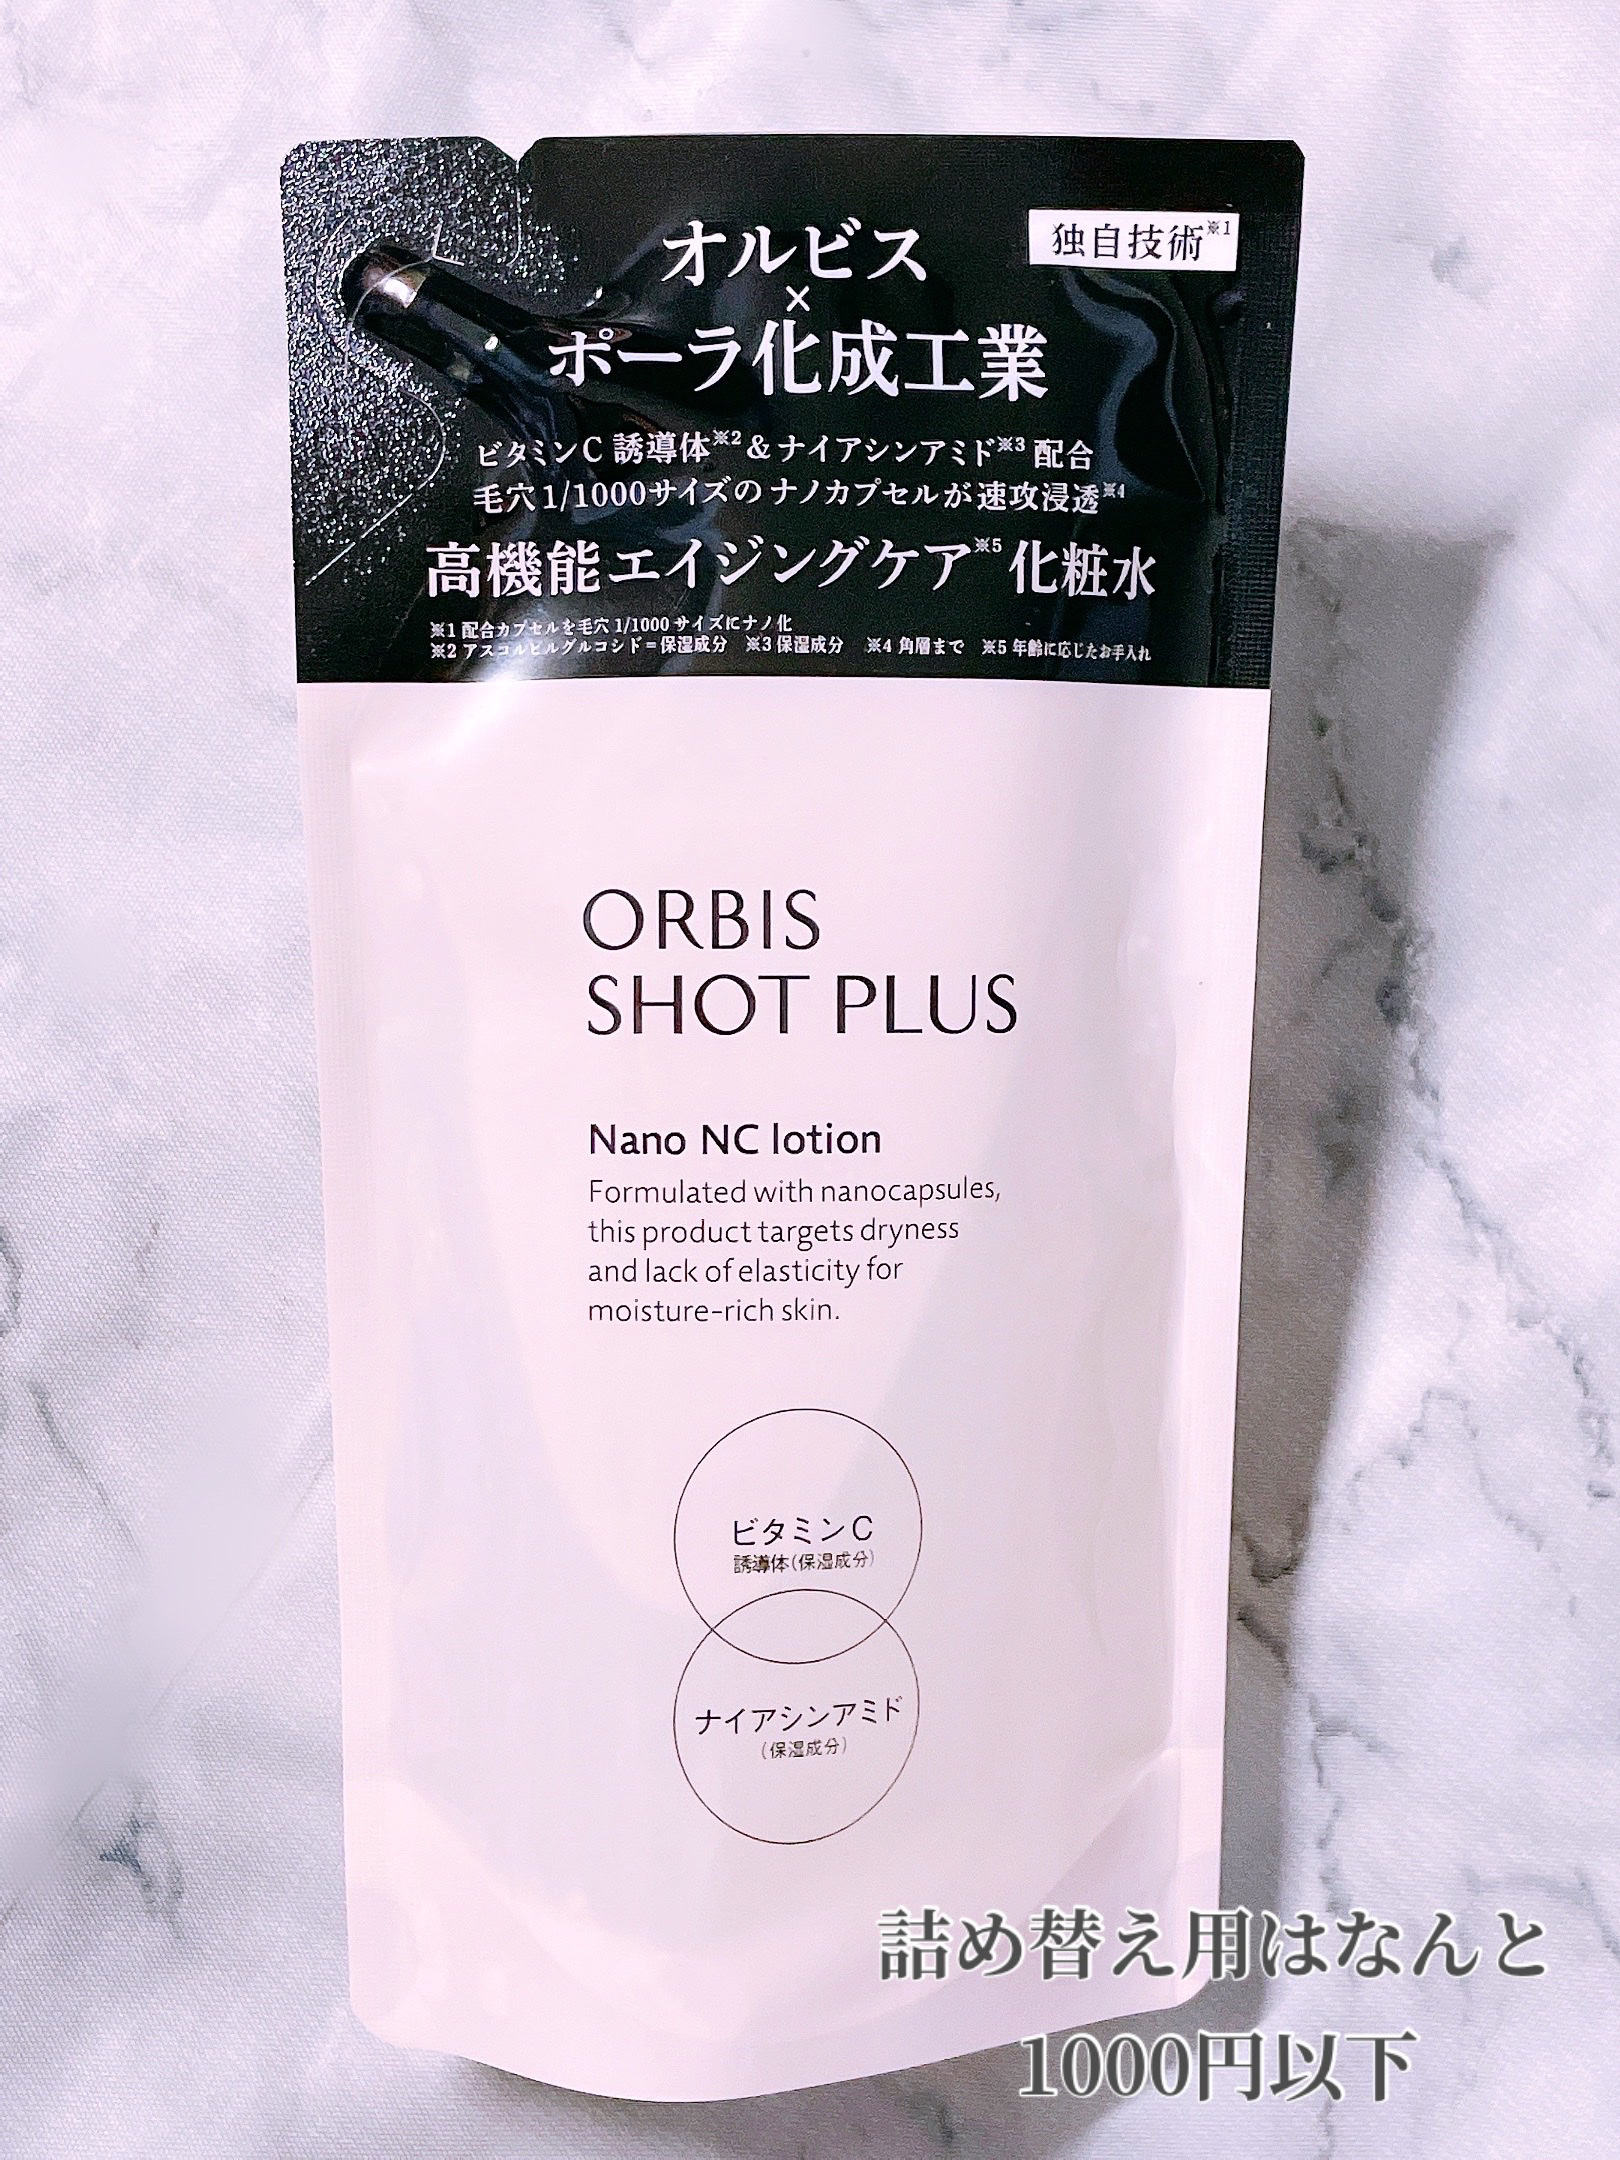 オルビス
×
ポーラ化成工業
独自技術※1
ビタミンC 誘導体※2＆ナイアシンアミド※3 配合
毛穴1/1000サイズのナノカプセルが速攻浸透※4
高機能エイジングケア※5 化粧水
※1 配合カプセルを毛穴1/1000サイズにナノ化
※2 アスコルビルグルコシド＝保湿成分　※3 保湿成分　※4 角層まで　※5 年齢に応じたお手入れ
ORBIS
SHOT PLUS
Nano NC lotion
Formulated with nanocapsules,
this product targets dryness
and lack of elasticity for
moisture-rich skin.
ビタミンC
誘導体(保湿成分)
ナイアシンアミド
(保湿成分)
詰め替え用はなんと
1000円以下